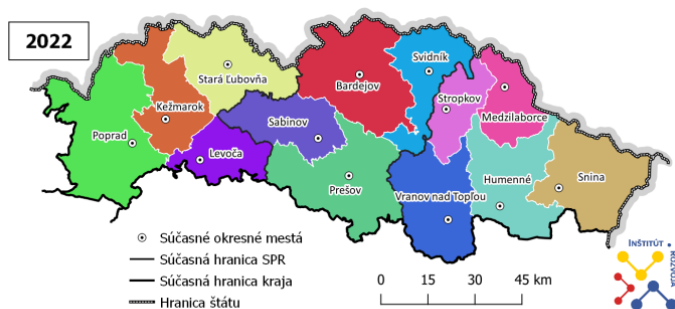 2022
Stará Ľubovňa
Bardejov
Svidník
Stropkov
Medzilaborce
Kežmarok
Sabinov
Poprad
Levoča
Prešov
Vranov nad Topľou
Humenné
Snina
Súčasné okresné mestá
Súčasná hranica SPR
Súčasná hranica kraja
Hranica štátu
0 15 30 45 km
INŠTITÚT
ROZVOJA